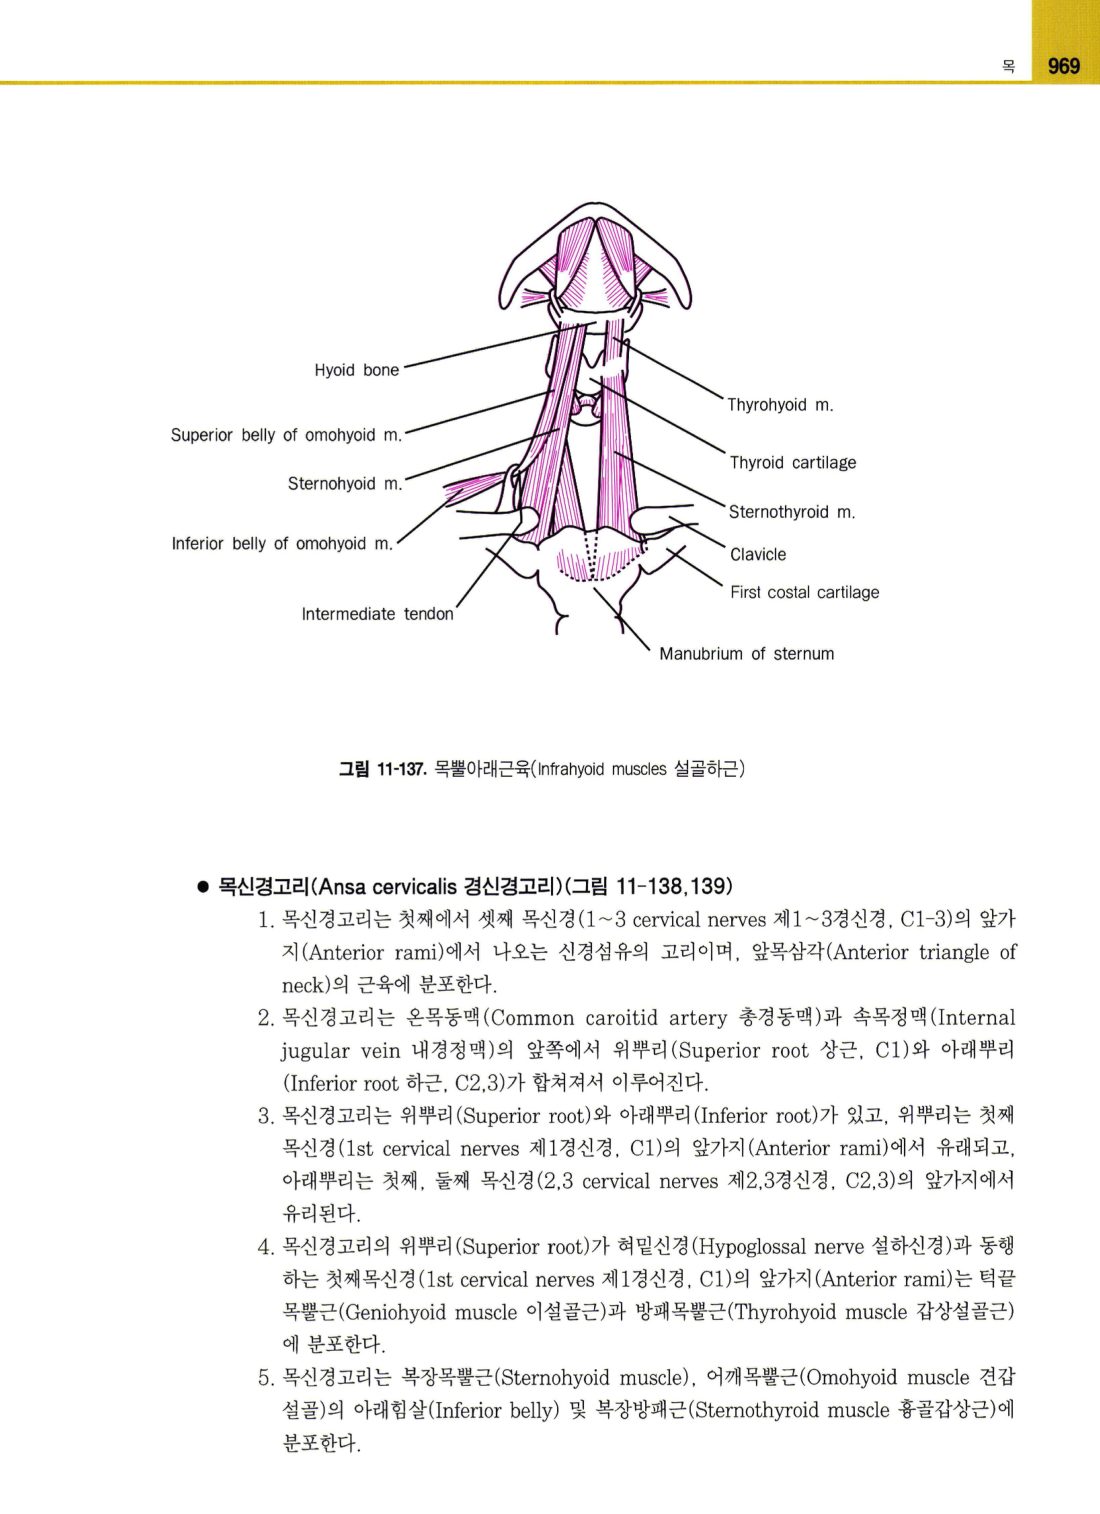 목 969
Hyoid bone
Thyrohyoid m.
Superior belly of omohyoid m.
Thyroid cartilage
Sternohyoid m.
Sternothyroid m.
Inferior belly of omohyoid m.
Clavicle
First costal cartilage
Intermediate tendon
Manubrium of sternum
그림 11-137. 목뿔아래근육(Infrahyoid muscles 설골하근)
● 목신경고리(Ansa cervicalis 경신경고리)(그림 11-138,139)
1. 목신경고리는 첫째에서 셋째 목신경(1~3 cervical nerves 제1~3경신경, C1-3)의 앞가
지(Anterior rami)에서 나오는 신경섬유의 고리이며, 앞목삼각(Anterior triangle of
neck)의 근육에 분포한다.
2. 목신경고리는 온목동맥(Common caroitid artery 총경동맥)과 속목정맥(Internal
jugular vein 내경정맥)의 앞쪽에서 위뿌리(Superior root 상근, C1)와 아래뿌리
(Inferior root 하근, C2,3)가 합쳐져서 이루어진다.
3. 목신경고리는 위뿌리(Superior root)와 아래뿌리(Inferior root)가 있고, 위뿌리는 첫째
목신경(1st cervical nerves 제1경신경, C1)의 앞가지(Anterior rami)에서 유래되고,
아래뿌리는 첫째, 둘째 목신경(2,3 cervical nerves 제2,3경신경, C2,3)의 앞가지에서
유리된다.
4. 목신경고리의 위뿌리(Superior root)가 혀밑신경(Hypoglossal nerve 설하신경)과 동행
하는 첫째목신경(1st cervical nerves 제1경신경, C1)의 앞가지(Anterior rami)는 턱끝
목뿔근(Geniohyoid muscle 이설골근)과 방패목뿔근(Thyrohyoid muscle 갑상설골근)
에 분포한다.
5. 목신경고리는 복장목뿔근(Sternohyoid muscle), 어깨목뿔근(Omohyoid muscle 견갑
설골)의 아래힘살(Inferior belly) 및 복장방패근(Sternothyroid muscle 흉골갑상근)에
분포한다.